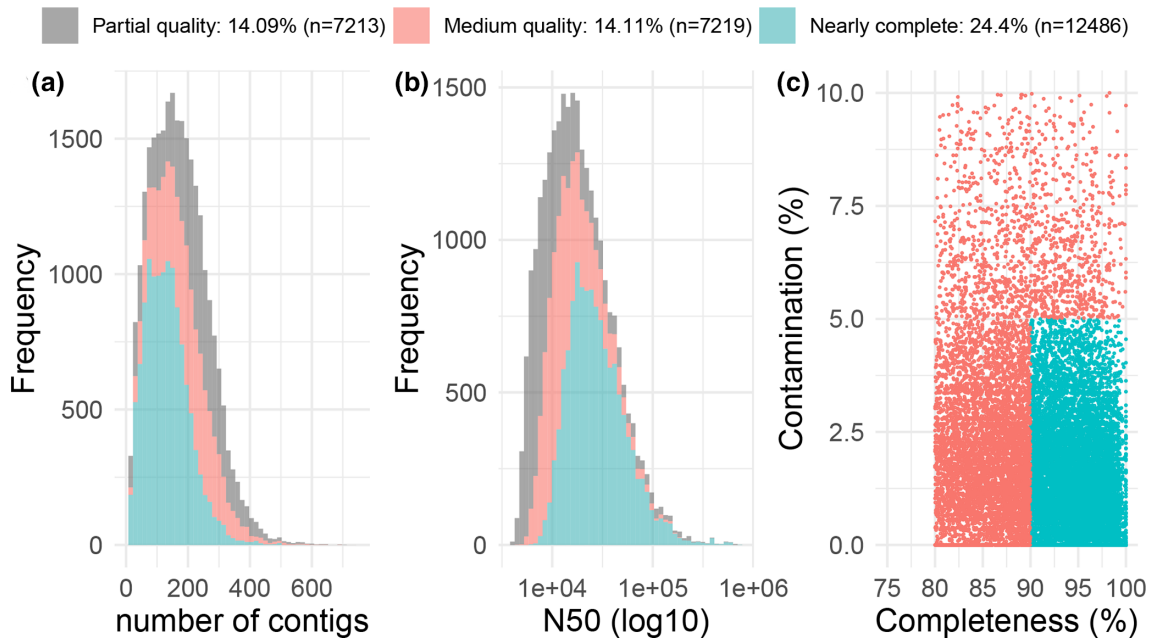 Partial quality: 14.09% (n=7213) Medium quality: 14.11% (n=7219) Nearly complete: 24.4% (n=12486)
(a)
1500
1000
500
0
Frequency
0 200 400 600
number of contigs
(b)
1500
1000
500
0
Frequency
1e+04 1e+05 1e+06
N50 (log10)
(c)
10.0
7.5
5.0
2.5
0.0
Contamination (%)
75 80 85 90 95 100
Completeness (%)